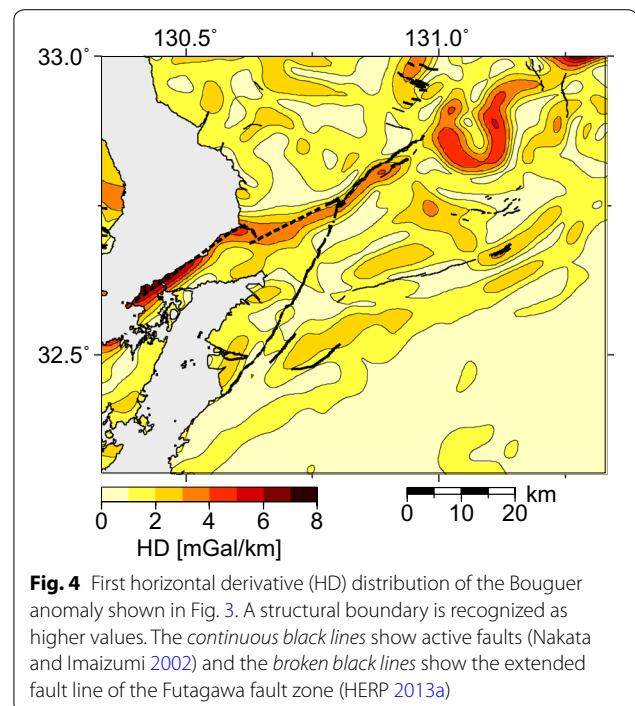 130.5° 131.0°
33.0°
32.5°
0 2 4 6 8
HD [mGal/km]
km
0 10 20
Fig. 4 First horizontal derivative (HD) distribution of the Bouguer
anomaly shown in Fig. 3. A structural boundary is recognized as
higher values. The continuous black lines show active faults (Nakata
and Imaizumi 2002) and the broken black lines show the extended
fault line of the Futagawa fault zone (HERP 2013a)